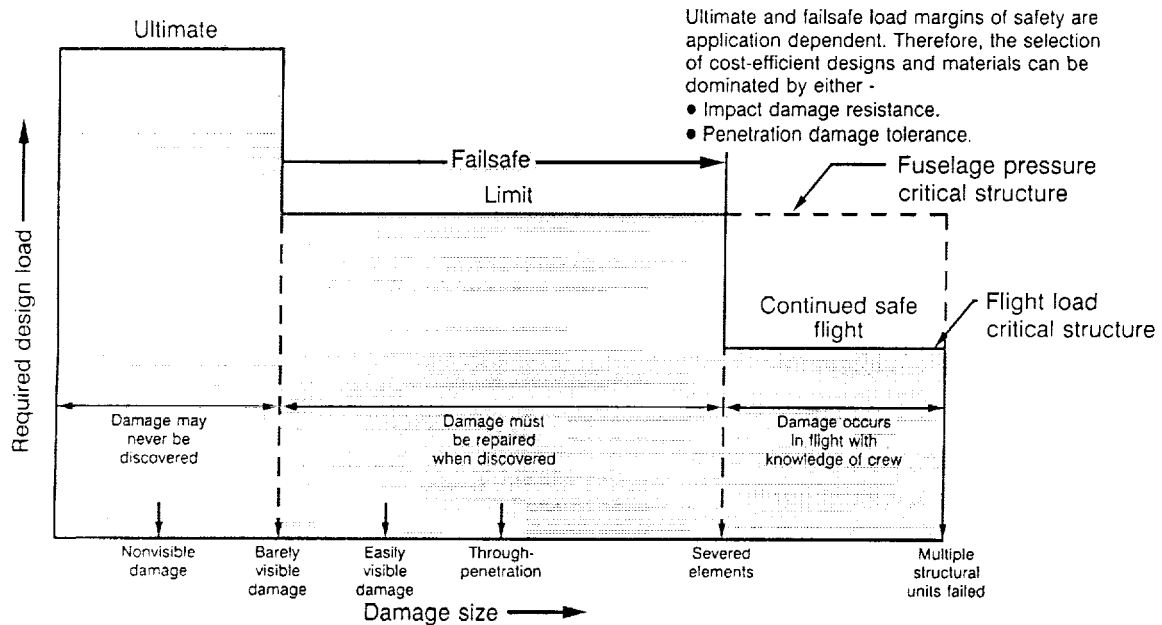 Ultimate
Ultimate and failsafe load margins of safety are
application dependent. Therefore, the selection
of cost-efficient designs and materials can be
dominated by either -
● Impact damage resistance.
● Penetration damage tolerance.
Failsafe
Fuselage pressure
critical structure
Limit
Required design load
Continued safe
flight
Flight load
critical structure
Damage may
never be
discovered
Damage must
be repaired
when discovered
Damage occurs
in flight with
knowledge of crew
Nonvisible
damage
Barely
visible
damage
Easily
visible
damage
Through-
penetration
Severed
elements
Multiple
structural
units failed
Damage size